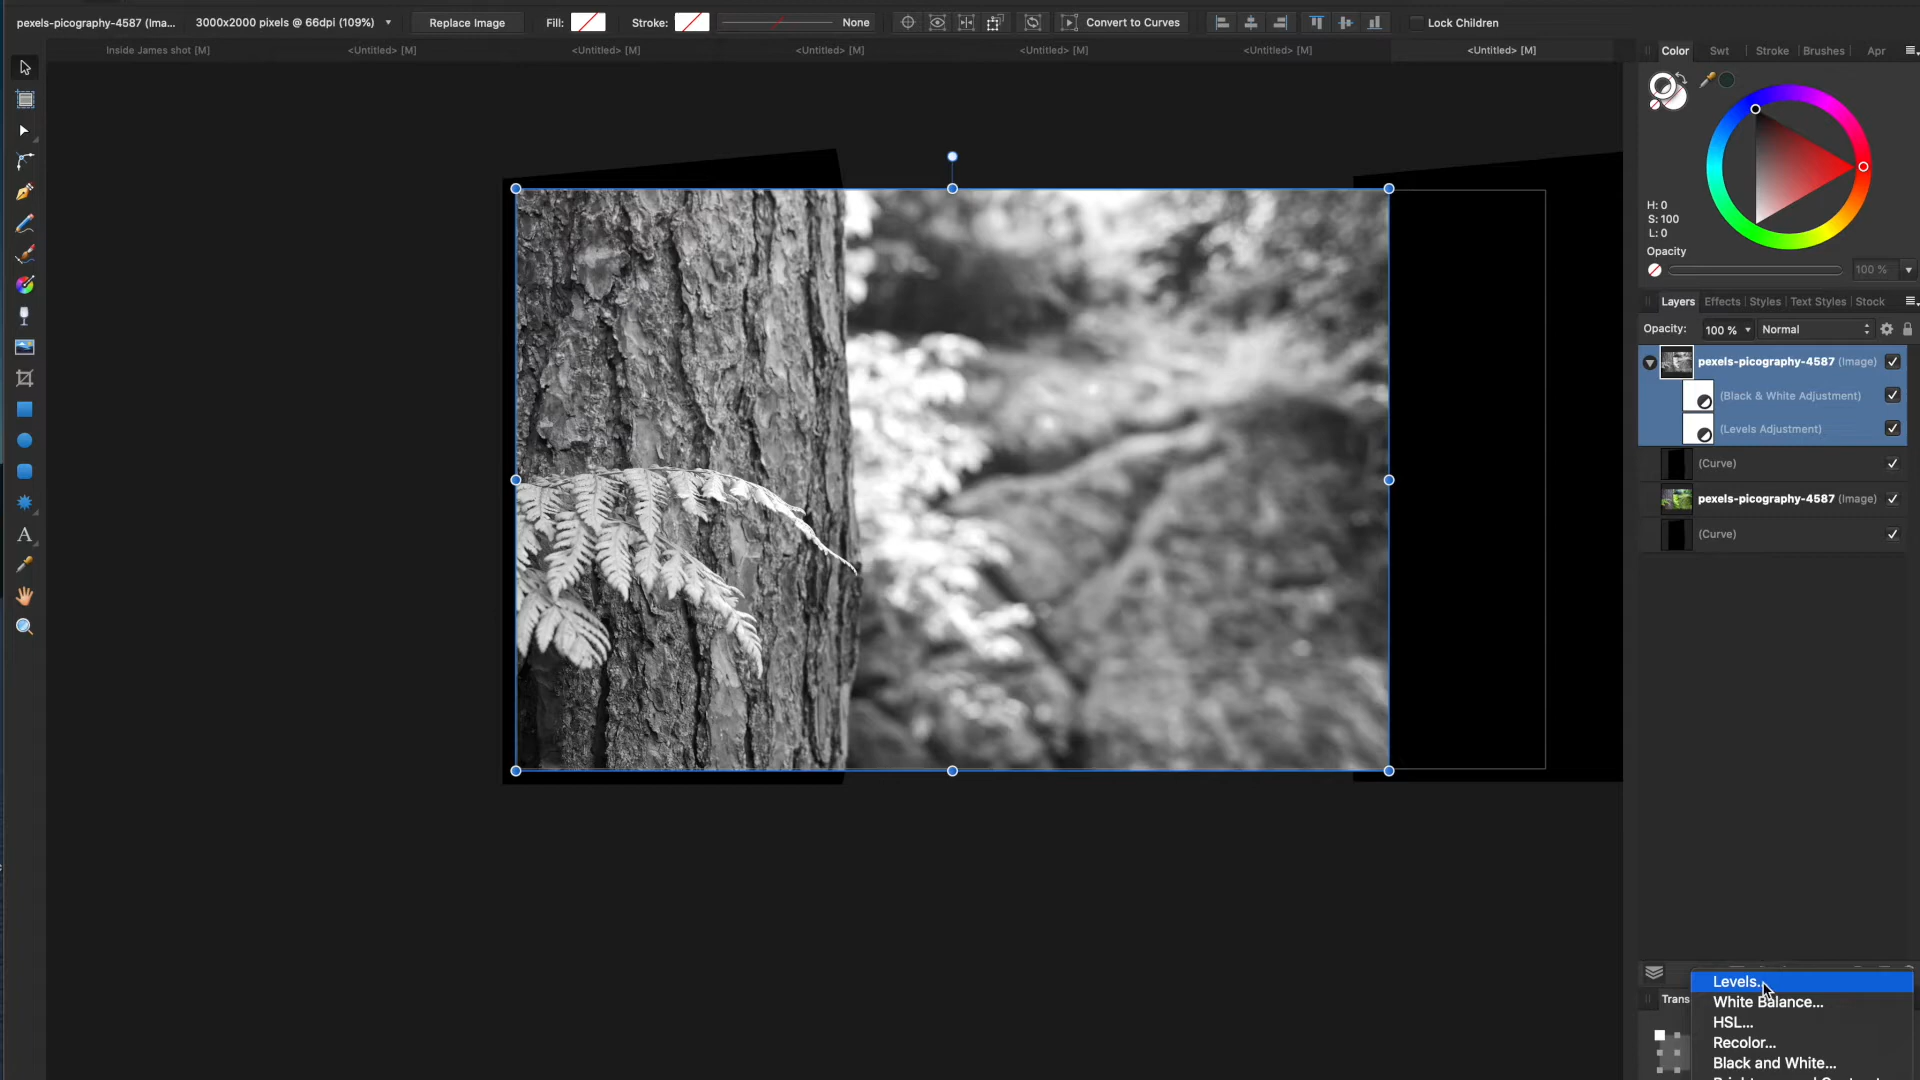 pexels-picography-4587 (Ima... 3000x2000 pixels @ 66dpi (109%) Replace Image Fill: Stroke: None Convert to Curves Lock Children
Inside James shot [M] <Untitled> [M] <Untitled> [M] <Untitled> [M] <Untitled> [M] <Untitled> [M] <Untitled> [M]
Color Swt Stroke Brushes Apr
H: 0
S: 100
L: 0
Opacity
100 %
Layers Effects Styles Text Styles Stock
Opacity: 100 % Normal
pexels-picography-4587 (Image)
(Black & White Adjustment)
(Levels Adjustment)
(Curve)
pexels-picography-4587 (Image)
(Curve)
A
Trans
Levels...
White Balance...
HSL...
Recolor...
Black and White...